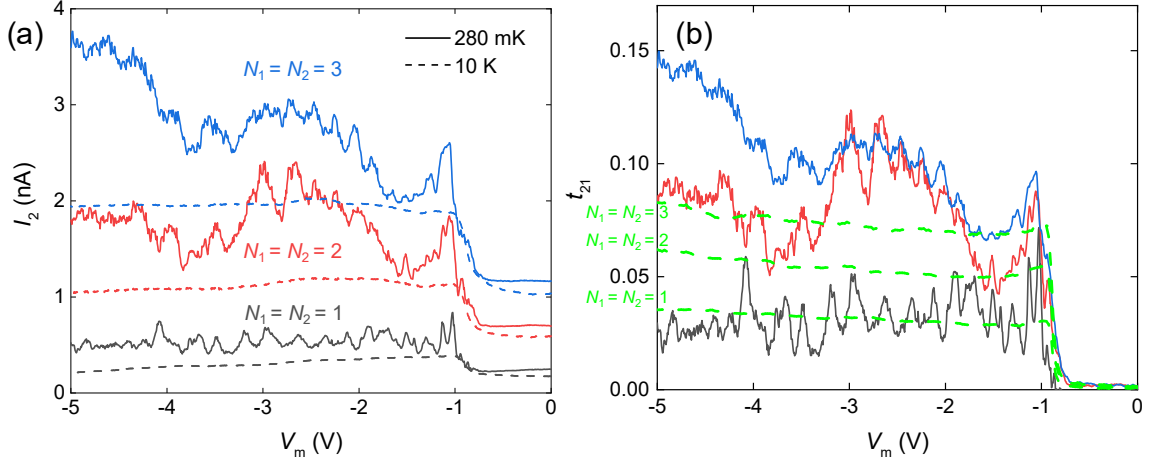 (a)
4
3
2
1
0
I₂ (nA)
280 mK
10 K
N₁ = N₂ = 3
N₁ = N₂ = 2
N₁ = N₂ = 1
-5 -4 -3 -2 -1 0
Vₘ (V)
(b)
0.15
0.10
0.05
0.00
t₂₁
N₁ = N₂ = 3
N₁ = N₂ = 2
N₁ = N₂ = 1
-5 -4 -3 -2 -1 0
Vₘ (V)